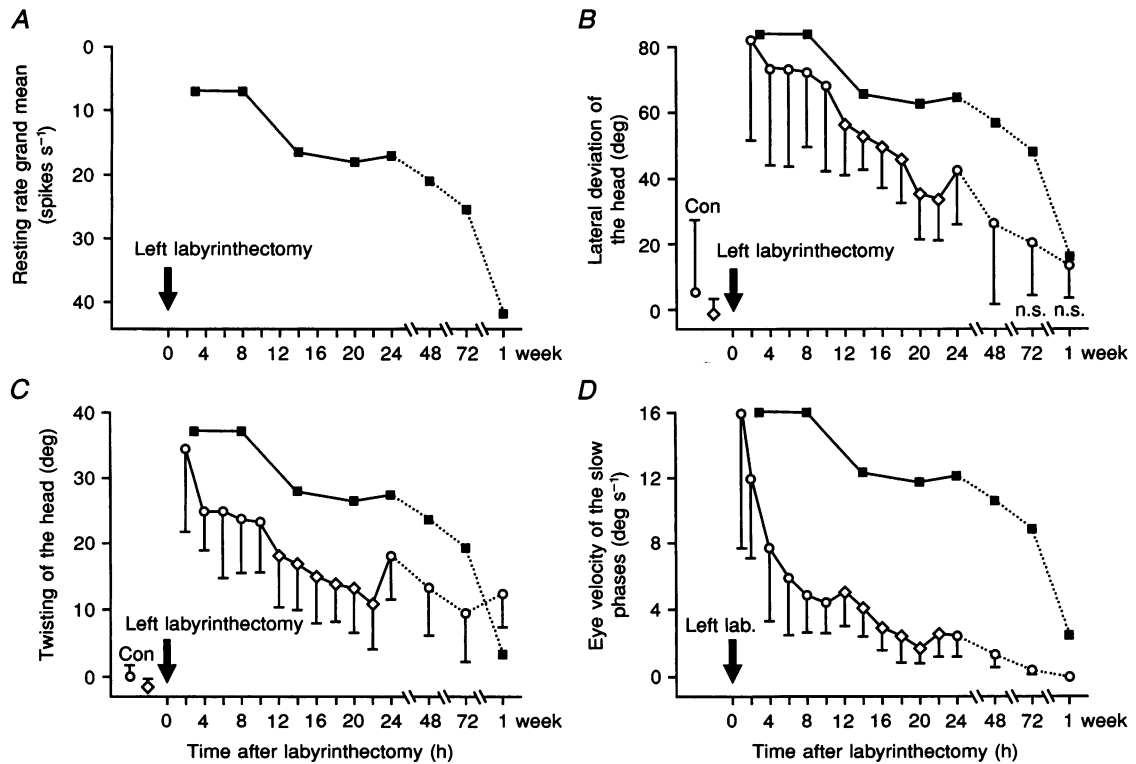 A
Resting rate grand mean
(spikes s⁻¹)
0
10
20
30
40
Left labyrinthectomy
0 4 8 12 16 20 24 48 72 1 week
B
Lateral deviation of
the head (deg)
80
60
40
20
0
Con
Left labyrinthectomy
n.s. n.s.
0 4 8 12 16 20 24 48 72 1 week
C
Twisting of the head (deg)
40
30
20
10
0
Left labyrinthectomy
Con
0 4 8 12 16 20 24 48 72 1 week
Time after labyrinthectomy (h)
D
Eye velocity of the slow
phases (deg s⁻¹)
16
12
8
4
0
Left lab.
0 4 8 12 16 20 24 48 72 1 week
Time after labyrinthectomy (h)